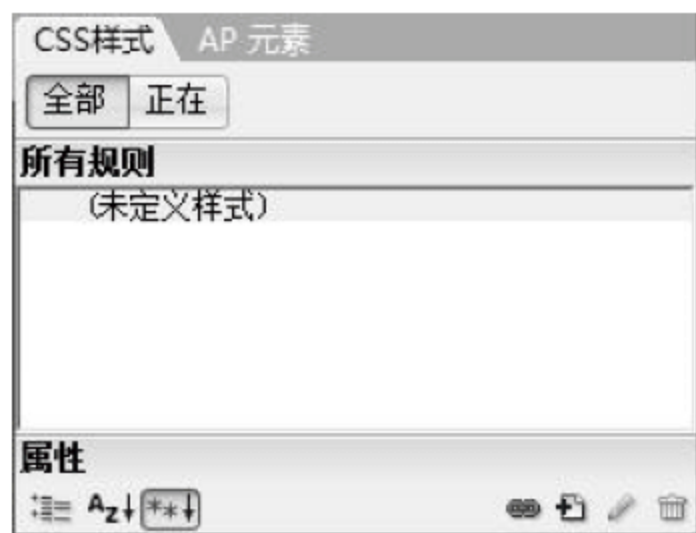 CSS样式 AP 元素
全部 正在
所有规则
（未定义样式）
属性
AZ↓ **↓